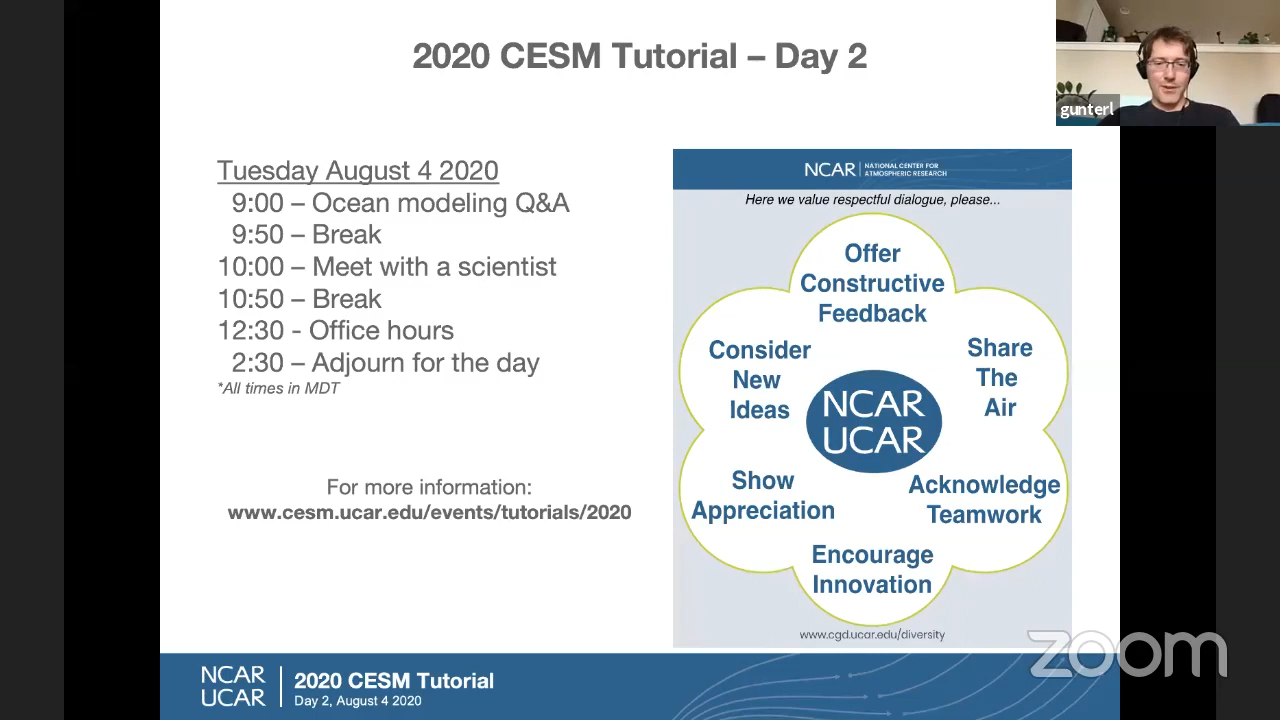 2020 CESM Tutorial – Day 2
gunterl
Tuesday August 4 2020
9:00 – Ocean modeling Q&A
9:50 – Break
10:00 – Meet with a scientist
10:50 – Break
12:30 - Office hours
2:30 – Adjourn for the day
*All times in MDT
For more information:
www.cesm.ucar.edu/events/tutorials/2020
NCAR | NATIONAL CENTER FOR
ATMOSPHERIC RESEARCH
Here we value respectful dialogue, please...
Offer
Constructive
Feedback
Consider
New
Ideas
Share
The
Air
NCAR
UCAR
Show
Appreciation
Acknowledge
Teamwork
Encourage
Innovation
www.cgd.ucar.edu/diversity
zoom
NCAR
UCAR
2020 CESM Tutorial
Day 2, August 4 2020